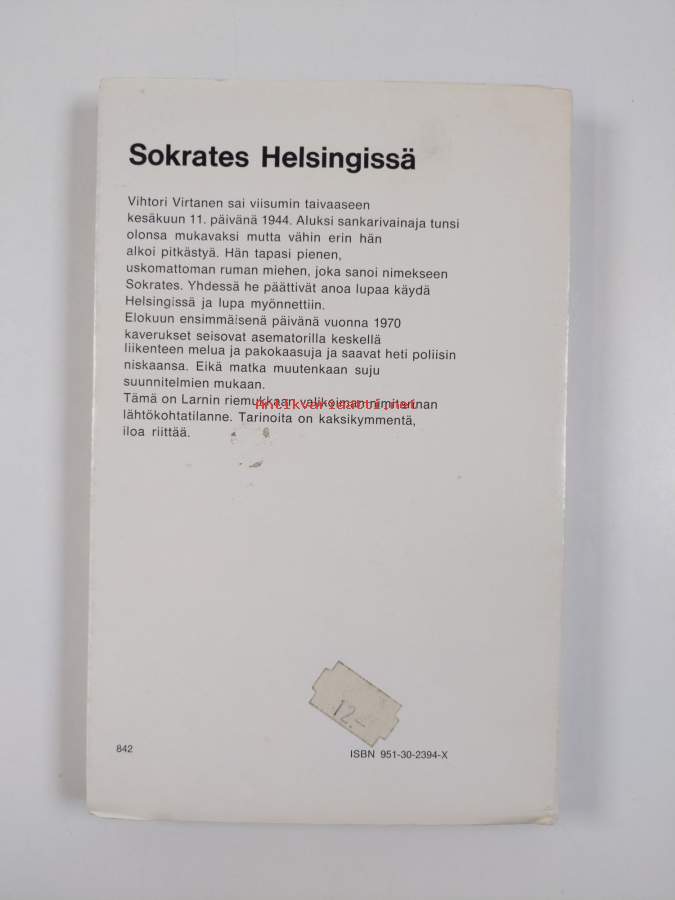 Sokrates Helsingissä
Vihtori Virtanen sai viisumin taivaaseen
kesäkuun 11. päivänä 1944. Aluksi sankarivainaja tunsi
olonsa mukavaksi mutta vähin erin hän
alkoi pitkästyä. Hän tapasi pienen,
uskomattoman ruman miehen, joka sanoi nimekseen
Sokrates. Yhdessä he päättivät anoa lupaa käydä
Helsingissä ja lupa myönnettiin.
Elokuun ensimmäisenä päivänä vuonna 1970
kaverukset seisovat asematorilla keskellä
liikenteen melua ja pakokaasuja ja saavat heti poliisin
niskaansa. Eikä matka muutenkaan suju
suunnitelmien mukaan.
Tämä on Larnin riemukkaan valikoiman nimitarinan
Antikvariaatti.net
lähtökohtatilanne. Tarinoita on kaksikymmentä,
iloa riittää.
12.–
842
ISBN 951-30-2394-X